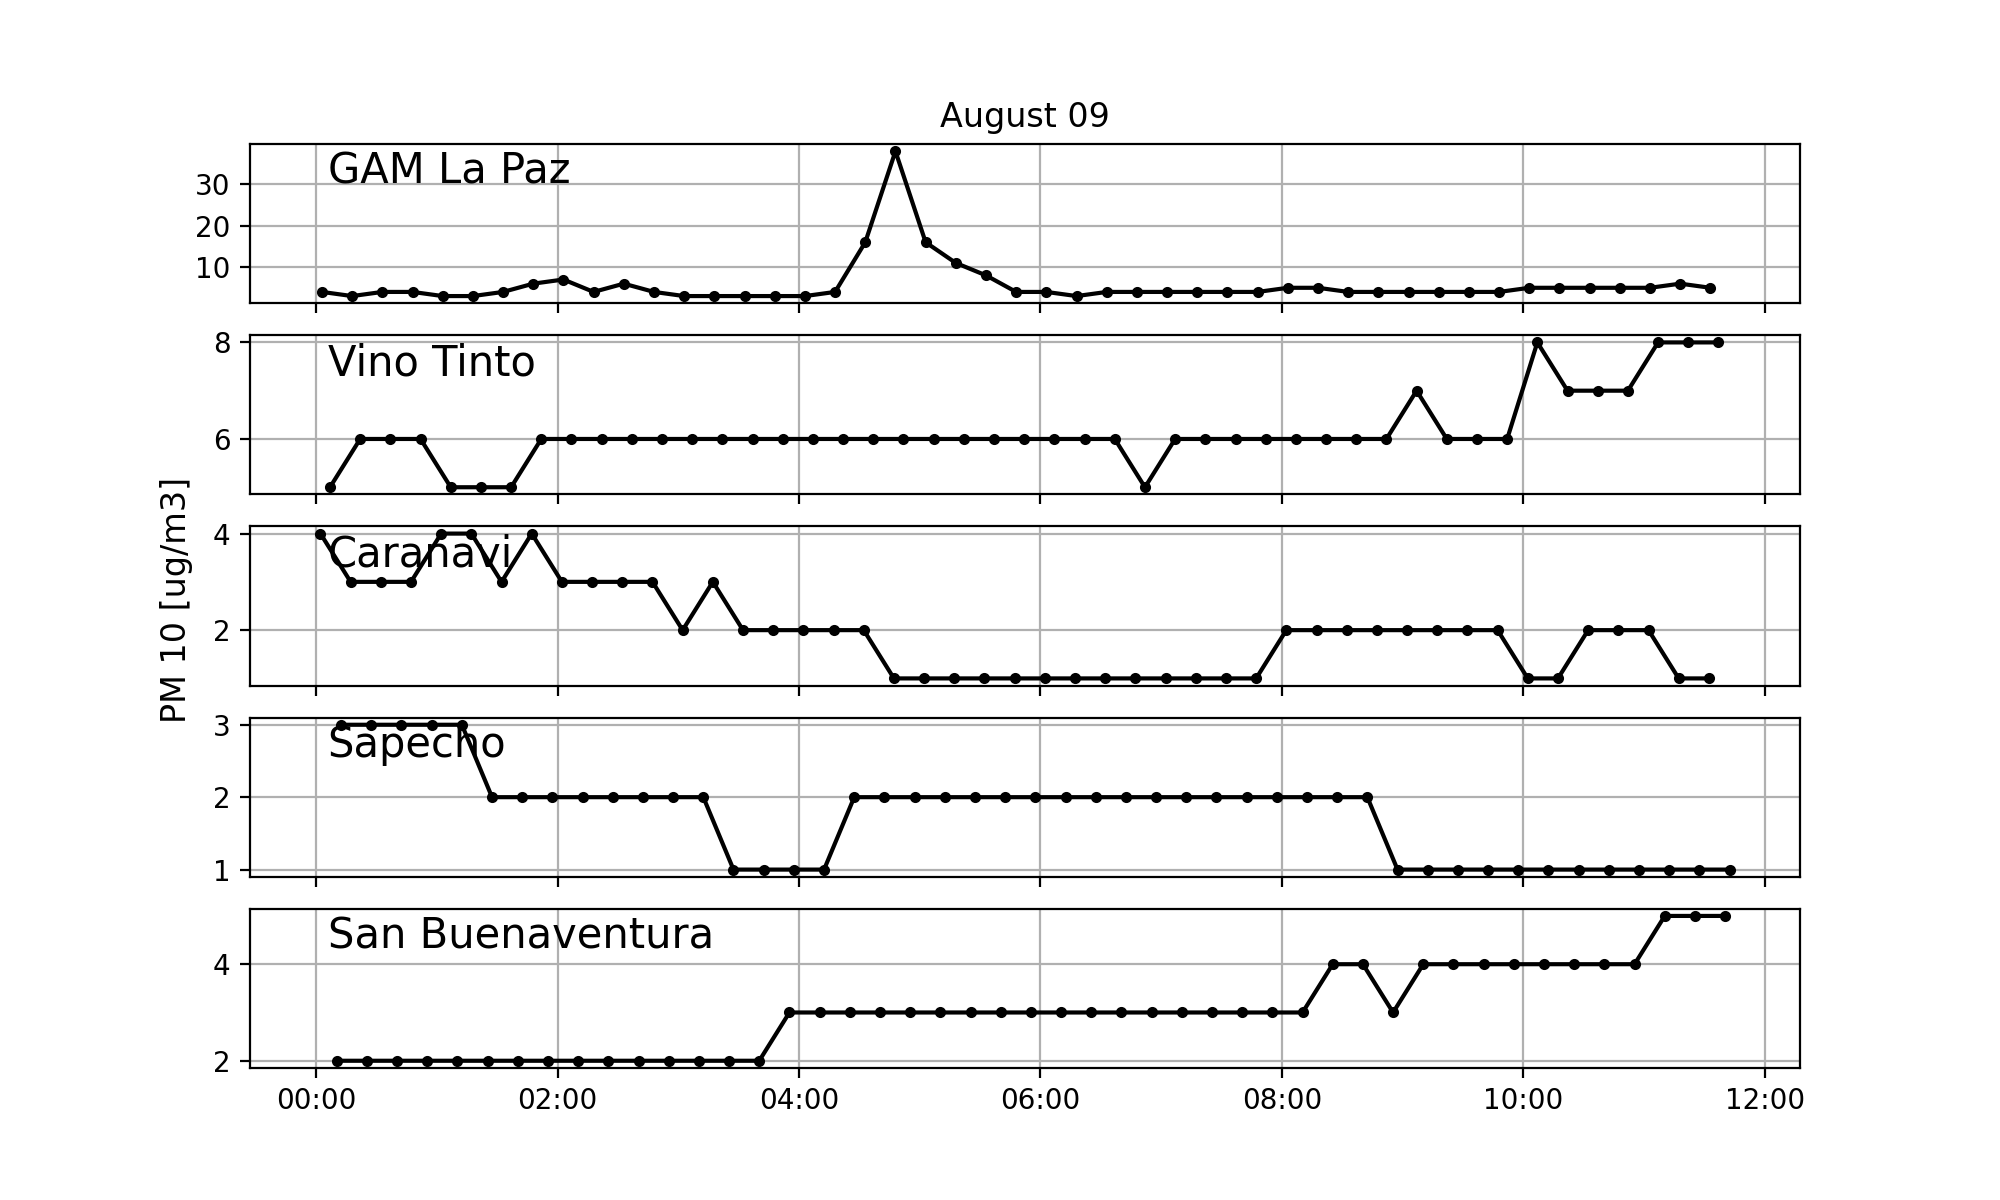 August 09
GAM La Paz
30
20
10
Vino Tinto
8
6
PM 10 [ug/m3]
Caranavi
4
2
Sapecho
3
2
1
San Buenaventura
4
2
00:00 02:00 04:00 06:00 08:00 10:00 12:00